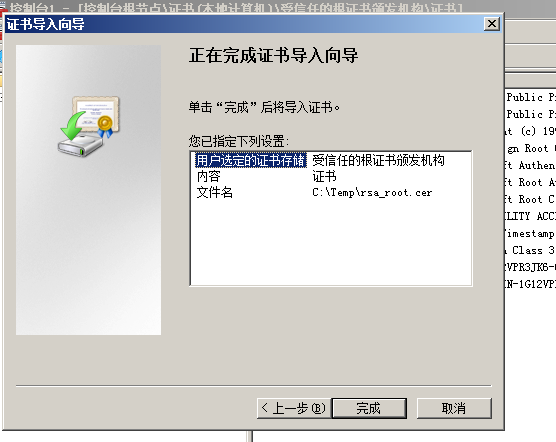 控制台1 - [控制台根节点\证书(本地计算机)\受信任的根证书颁发机构\证书]
证书导入向导
正在完成证书导入向导
单击“完成”后将导入证书。
您已指定下列设置:
用户选定的证书存储 受信任的根证书颁发机构
内容 证书
文件名 C:\Temp\rsa_root.cer
Public Pr
Public Pr
t (c) 199
ign Root
ft Authen
ft Root A
ft Root C
ILITY ACC
Timestamp
Class 3
VPR3JK6-
N-1G12VP
< 上一步(B)
完成
取消